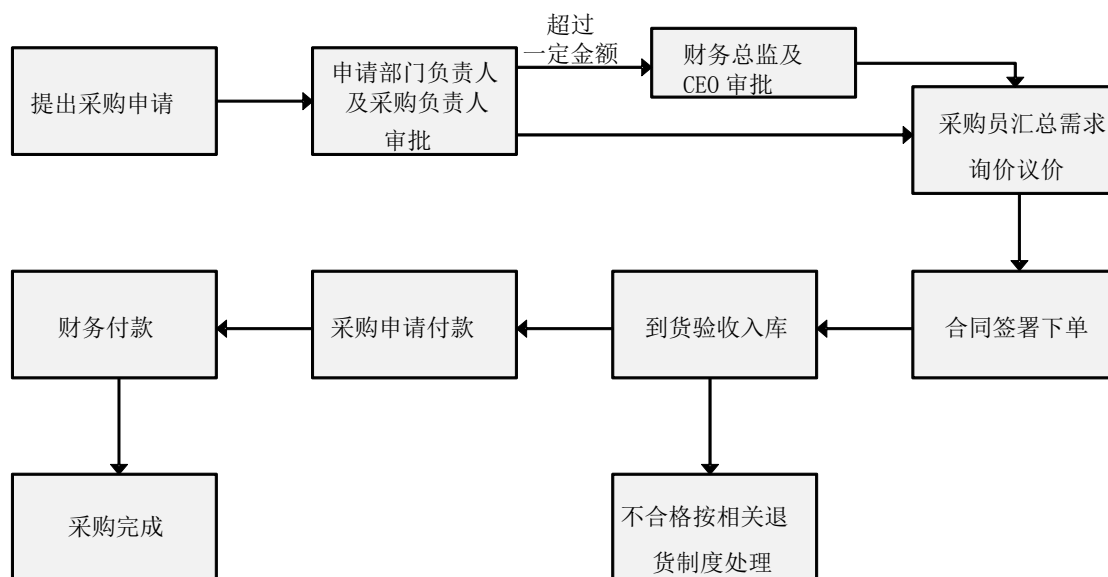 提出采购申请
申请部门负责人
及采购负责人
审批
超过
一定金额
财务总监及
CEO 审批
采购员汇总需求
询价议价
财务付款
采购申请付款
到货验收入库
合同签署下单
采购完成
不合格按相关退
货制度处理